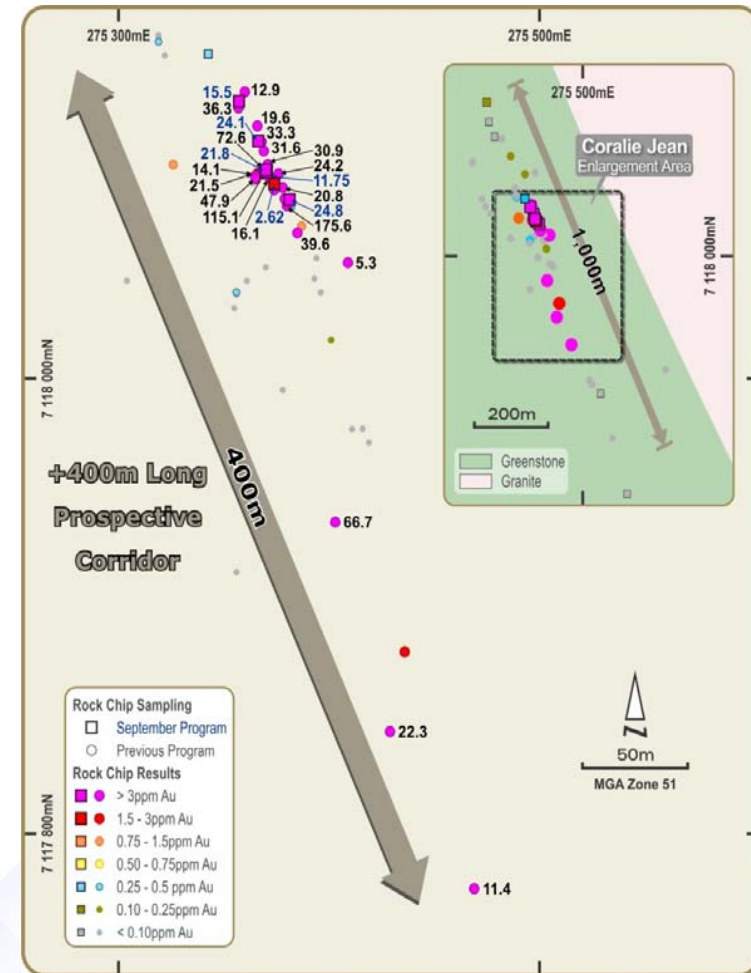 275 300mE
275 500mE
15.5
12.9
36.3
24.1
19.6
72.6
33.3
21.8
31.6
30.9
14.1
24.2
21.5
11.75
47.9
20.8
115.1
2.62
24.8
16.1
175.6
39.6
5.3
7 118 000mN
400m
+400m Long
Prospective
Corridor
66.7
22.3
11.4
7 117 800mN
275 500mE
Coralie Jean
Enlargement Area
1,000m
7 118 000mN
200m
Greenstone
Granite
Rock Chip Sampling
September Program
Previous Program
Rock Chip Results
> 3ppm Au
1.5 - 3ppm Au
0.75 - 1.5ppm Au
0.50 - 0.75ppm Au
0.25 - 0.5 ppm Au
0.10 - 0.25ppm Au
< 0.10ppm Au
N
50m
MGA Zone 51